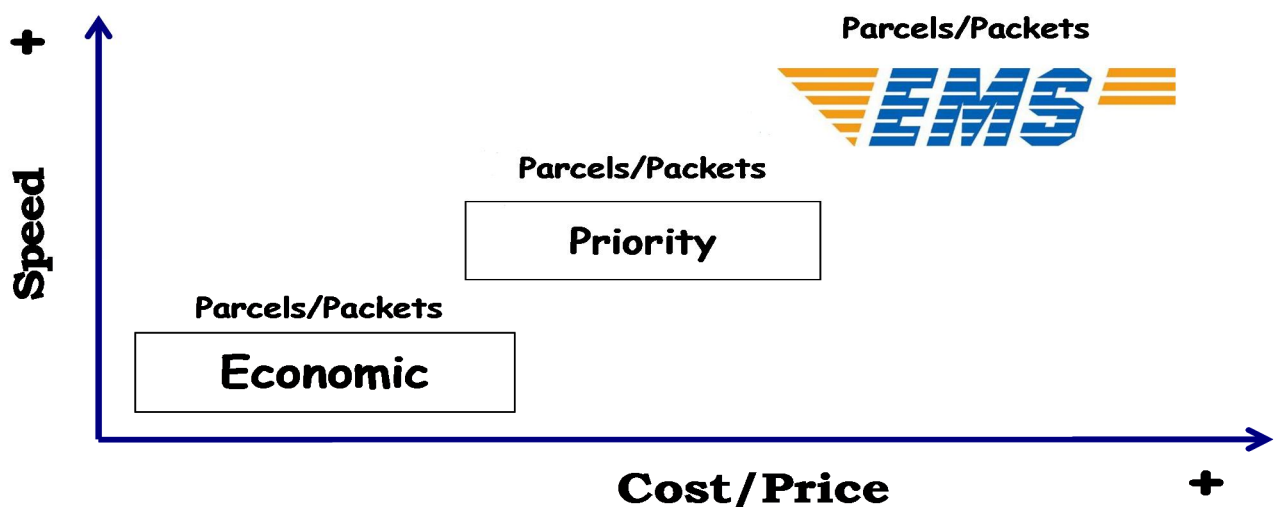 +
Parcels/Packets
EMS
Parcels/Packets
Priority
Speed
Parcels/Packets
Economic
Cost/Price
+